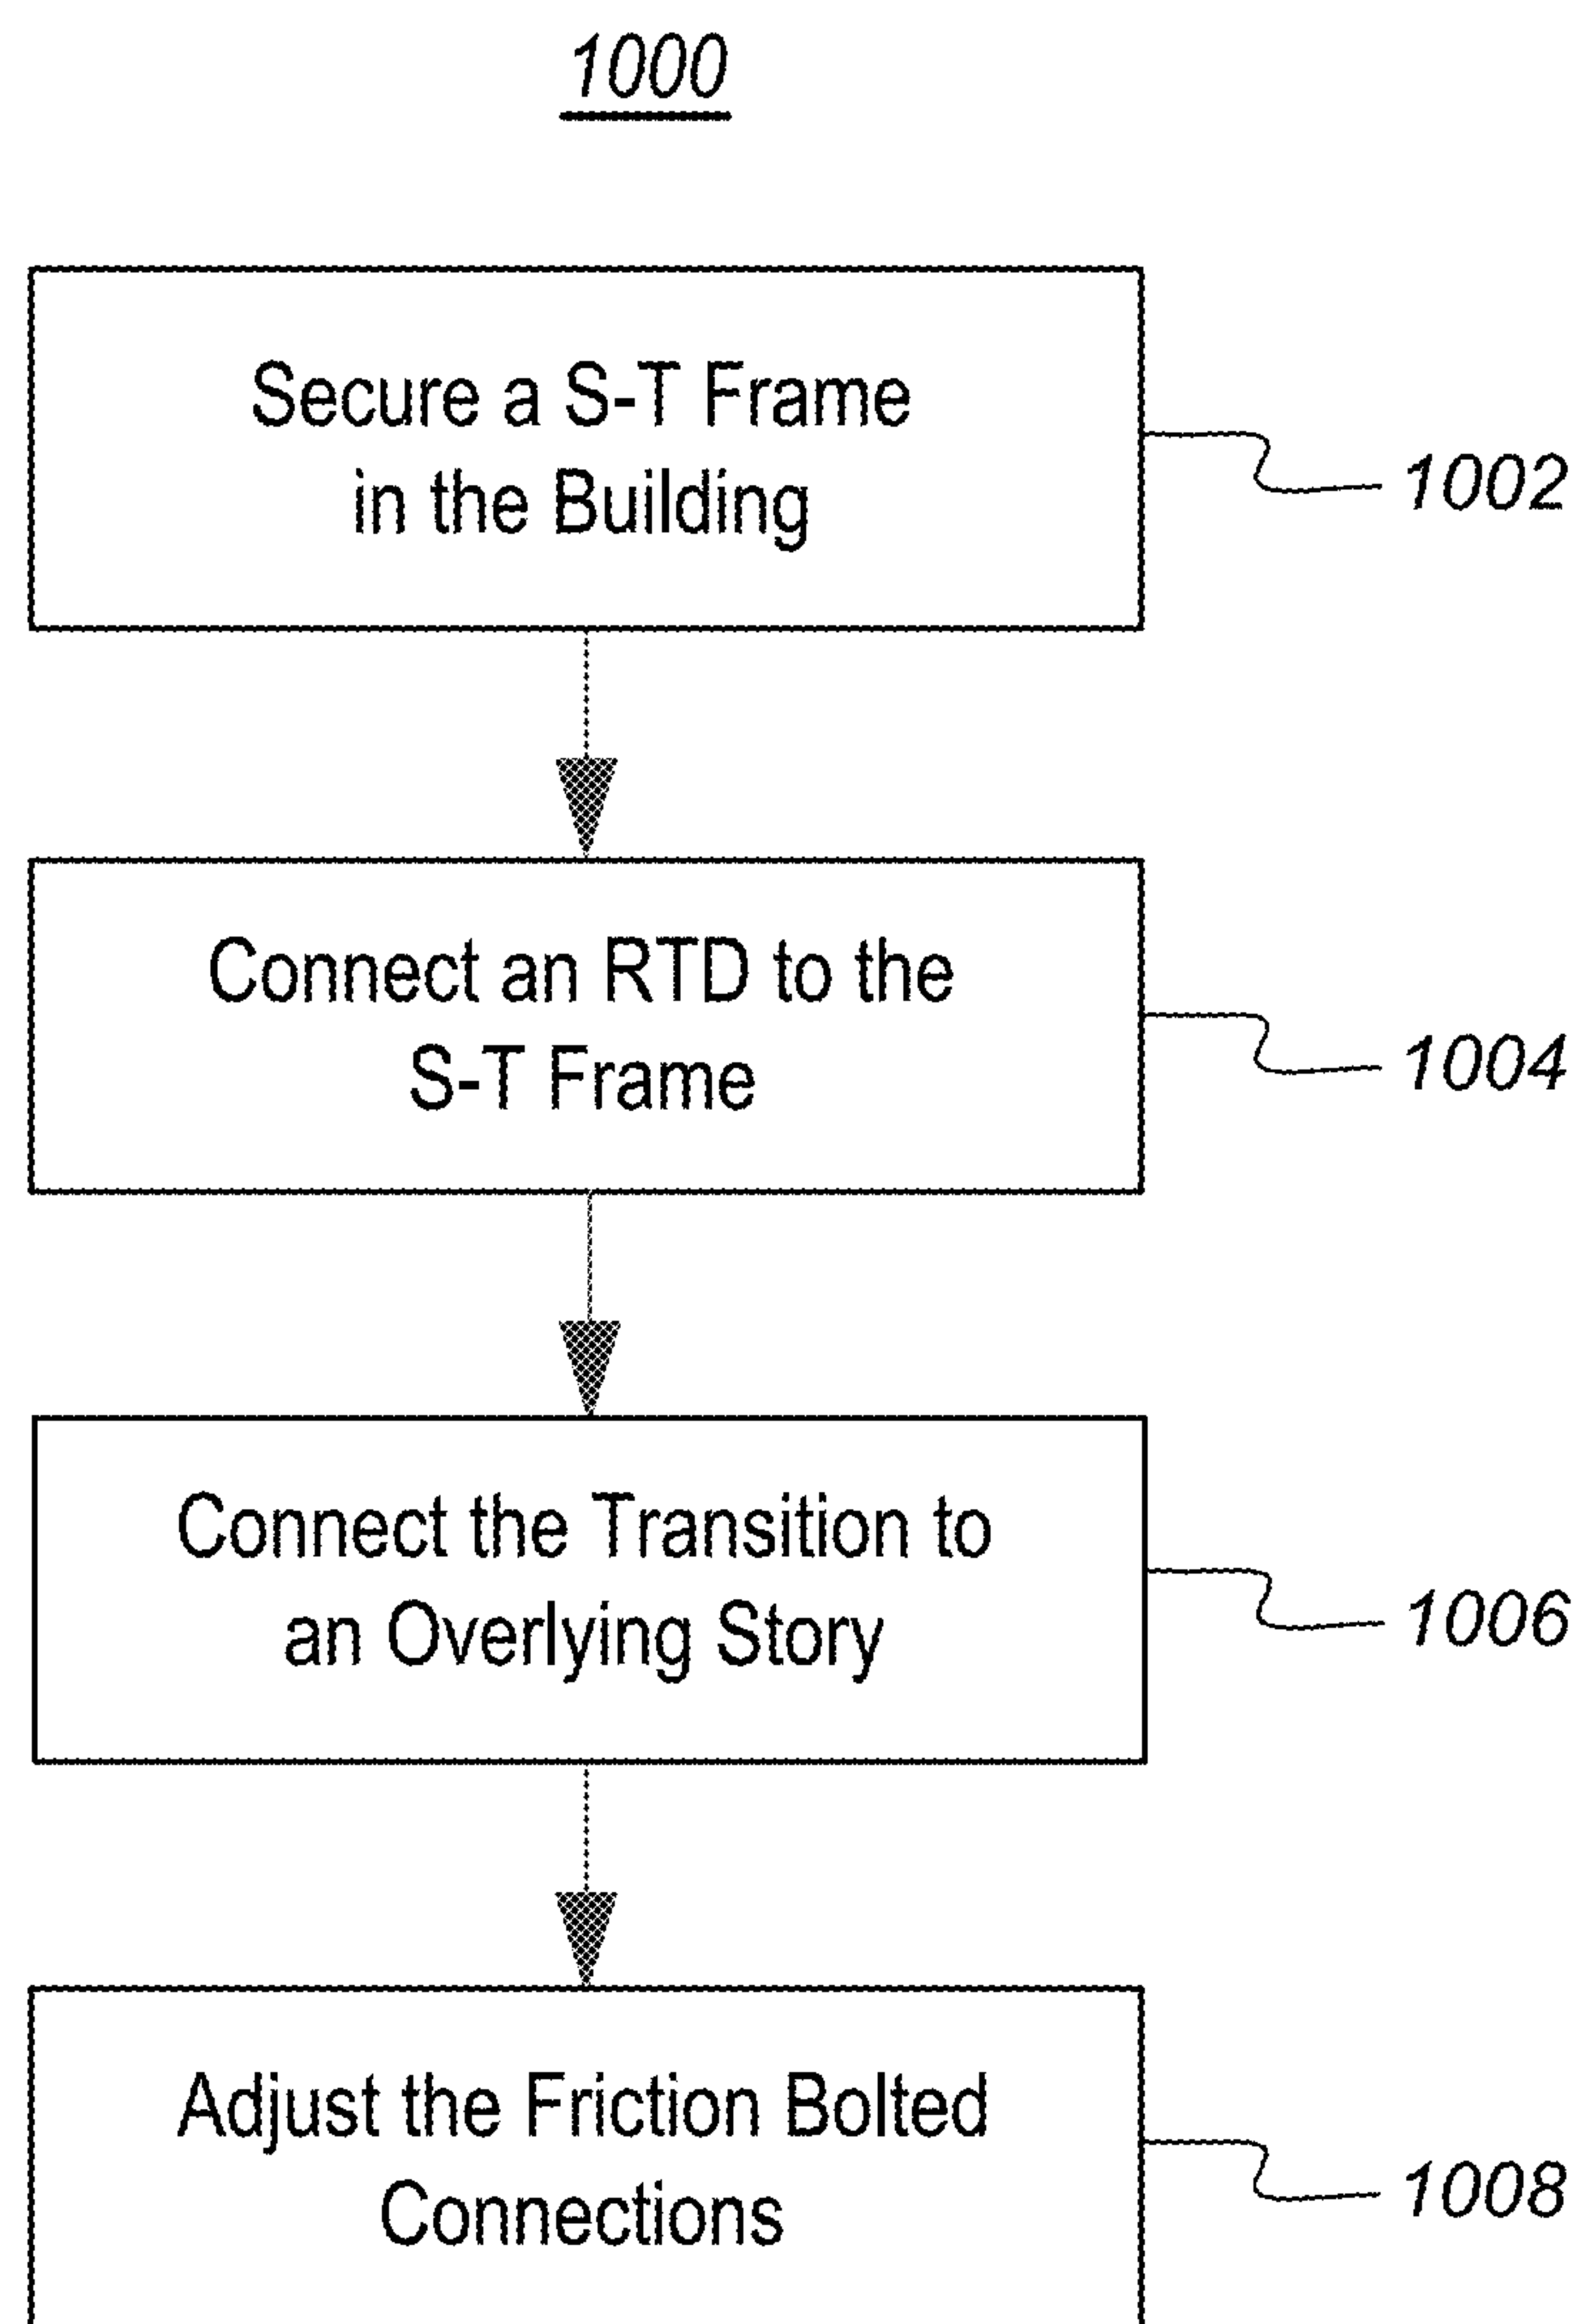 1000
Secure a S-T Frame
in the Building
1002
Connect an RTD to the
S-T Frame
1004
Connect the Transition to
an Overlying Story
1006
Adjust the Friction Bolted
Connections
1008